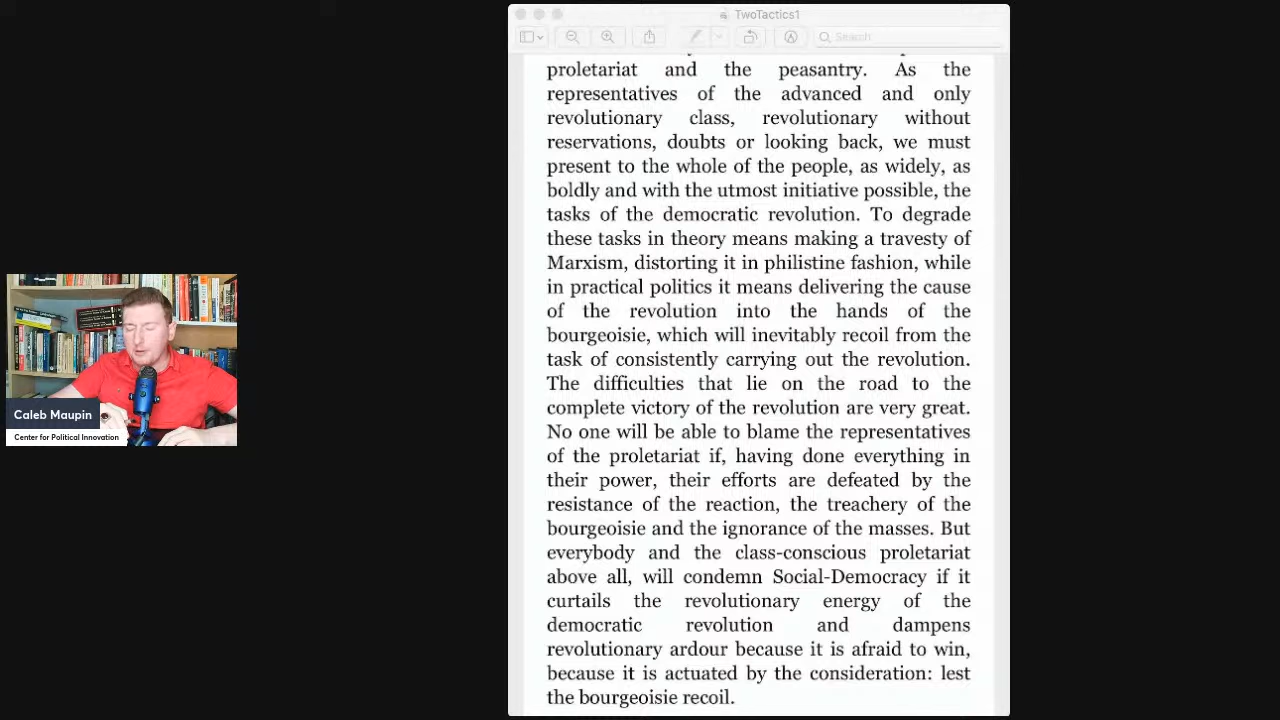 TwoTactics1
Search
proletariat and the peasantry. As the
representatives of the advanced and only
revolutionary class, revolutionary without
reservations, doubts or looking back, we must
present to the whole of the people, as widely, as
boldly and with the utmost initiative possible, the
tasks of the democratic revolution. To degrade
these tasks in theory means making a travesty of
Marxism, distorting it in philistine fashion, while
in practical politics it means delivering the cause
of the revolution into the hands of the
bourgeoisie, which will inevitably recoil from the
task of consistently carrying out the revolution.
The difficulties that lie on the road to the
complete victory of the revolution are very great.
No one will be able to blame the representatives
of the proletariat if, having done everything in
their power, their efforts are defeated by the
resistance of the reaction, the treachery of the
bourgeoisie and the ignorance of the masses. But
everybody and the class-conscious proletariat
above all, will condemn Social-Democracy if it
curtails the revolutionary energy of the
democratic revolution and dampens
revolutionary ardour because it is afraid to win,
because it is actuated by the consideration: lest
the bourgeoisie recoil.
Caleb Maupin
Center for Political Innovation